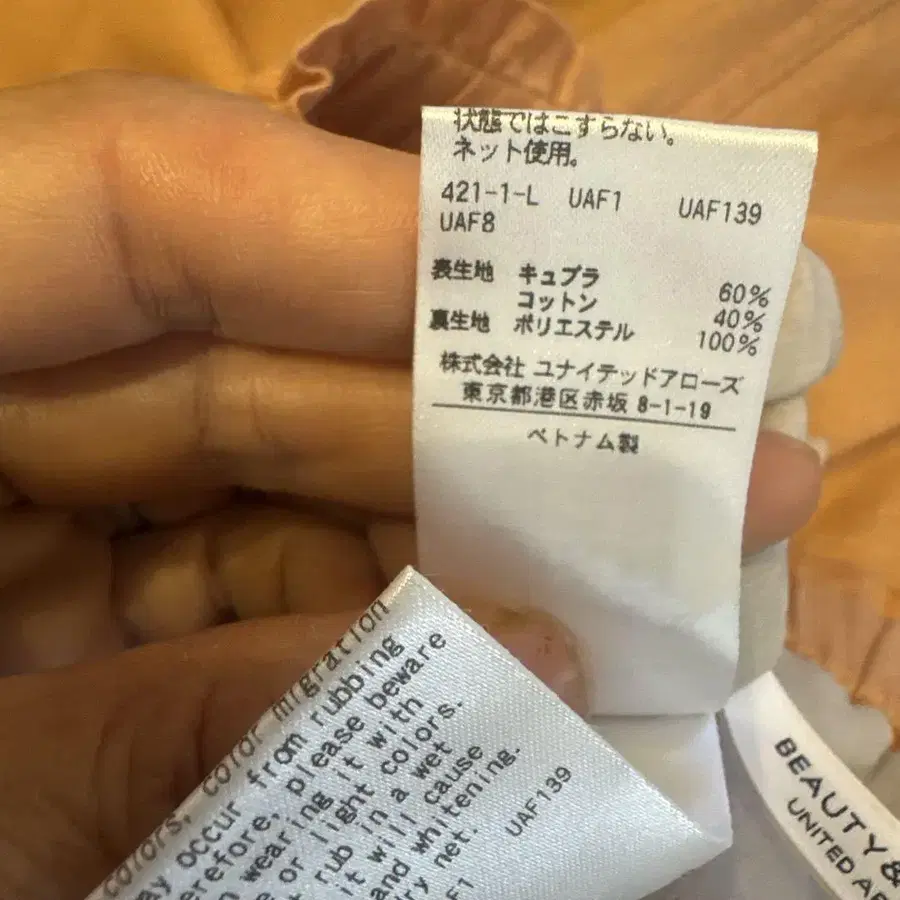 状態ではこすらない。
ネット使用。
421-1-L UAF1 UAF139
UAF8
表生地 キュプラ 60%
コットン 40%
裏生地 ポリエステル 100%
株式会社 ユナイテッドアローズ
東京都港区赤坂 8-1-19
ベトナム製
colors, color migration
ay occur from rubbing
erefore, please beware
wearing it with
or light colors.
rub in a wet
it will cause
and whitening.
ry net.
F1 UAF139
BEAUTY &
UNITED AR